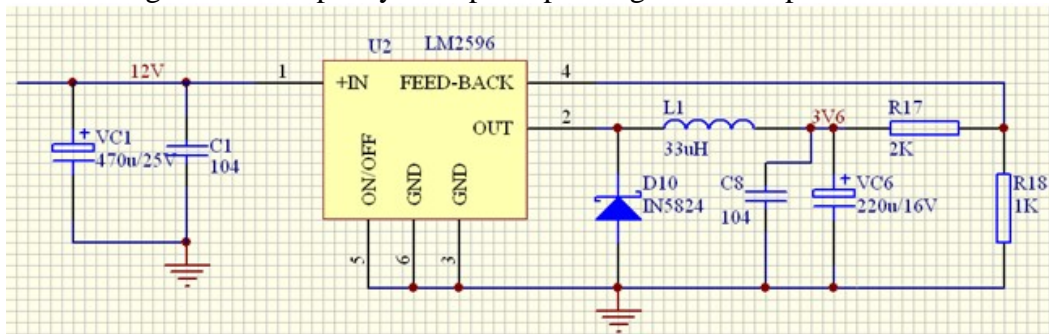 U2 LM2596
12V
1
+IN
FEED-BACK
4
OUT
2
ON/OFF
GND
GND
5
6
3
VC1
470u/25V
C1
104
L1
33uH
3V6
R17
2K
D10
IN5824
C8
104
VC6
220u/16V
R18
1K